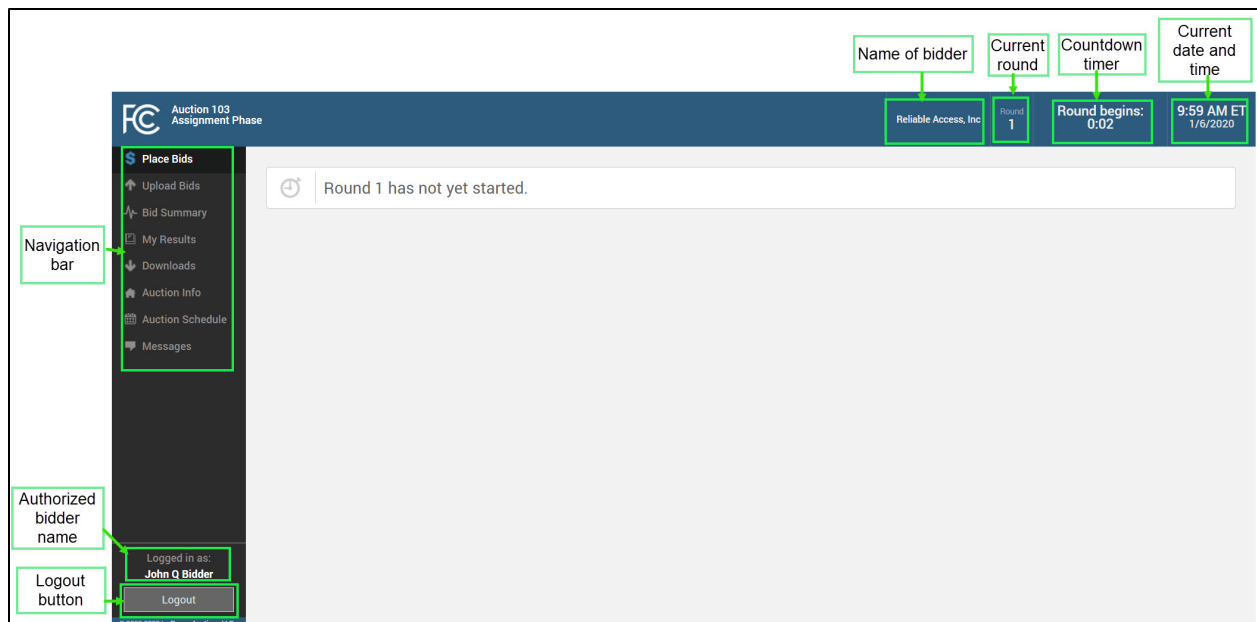 Name of bidder
Current
round
Countdown
timer
Current
date and
time
FCC
Auction 103
Assignment Phase
Reliable Access, Inc
Round
1
Round begins:
0:02
9:59 AM ET
1/6/2020
$ Place Bids
Upload Bids
Bid Summary
My Results
Downloads
Auction Info
Auction Schedule
Messages
Round 1 has not yet started.
Navigation
bar
Authorized
bidder
name
Logged in as:
John Q Bidder
Logout
button
Logout